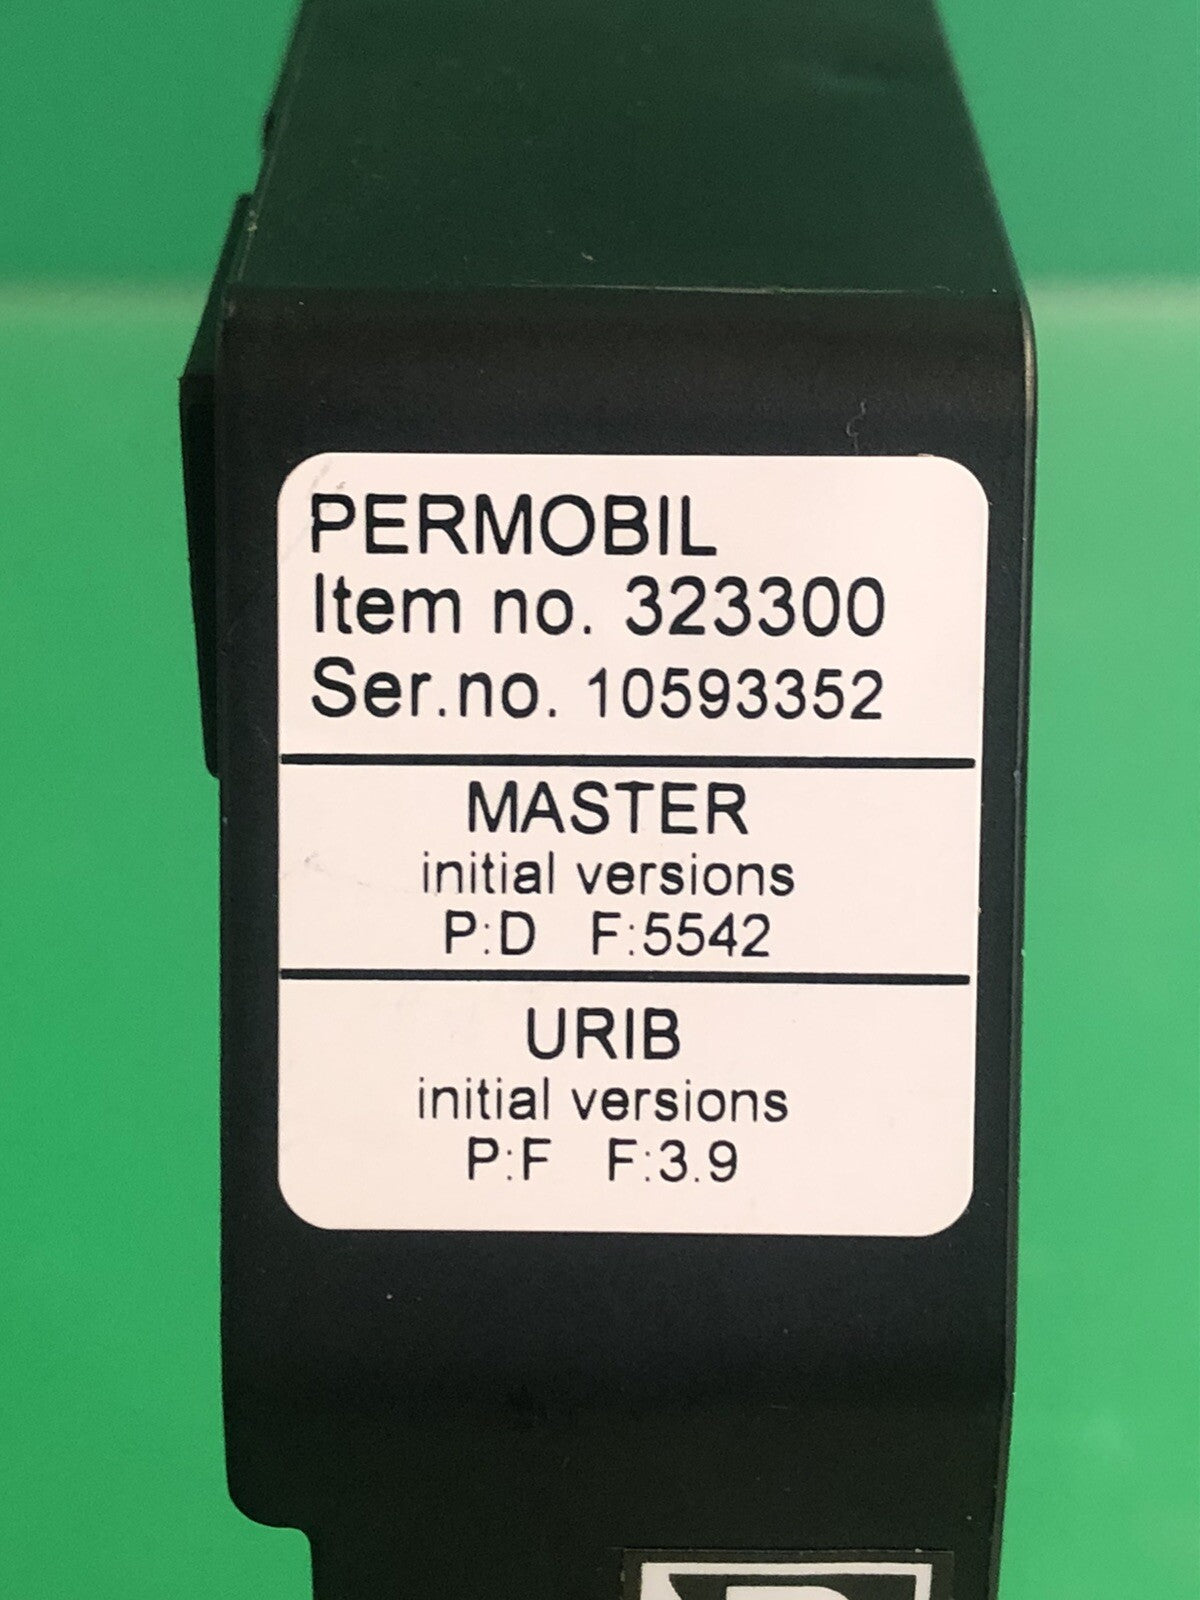 PERMOBIL
Item no. 323300
Ser.no. 10593352
MASTER
initial versions
P:D F:5542
URIB
initial versions
P:F F:3.9